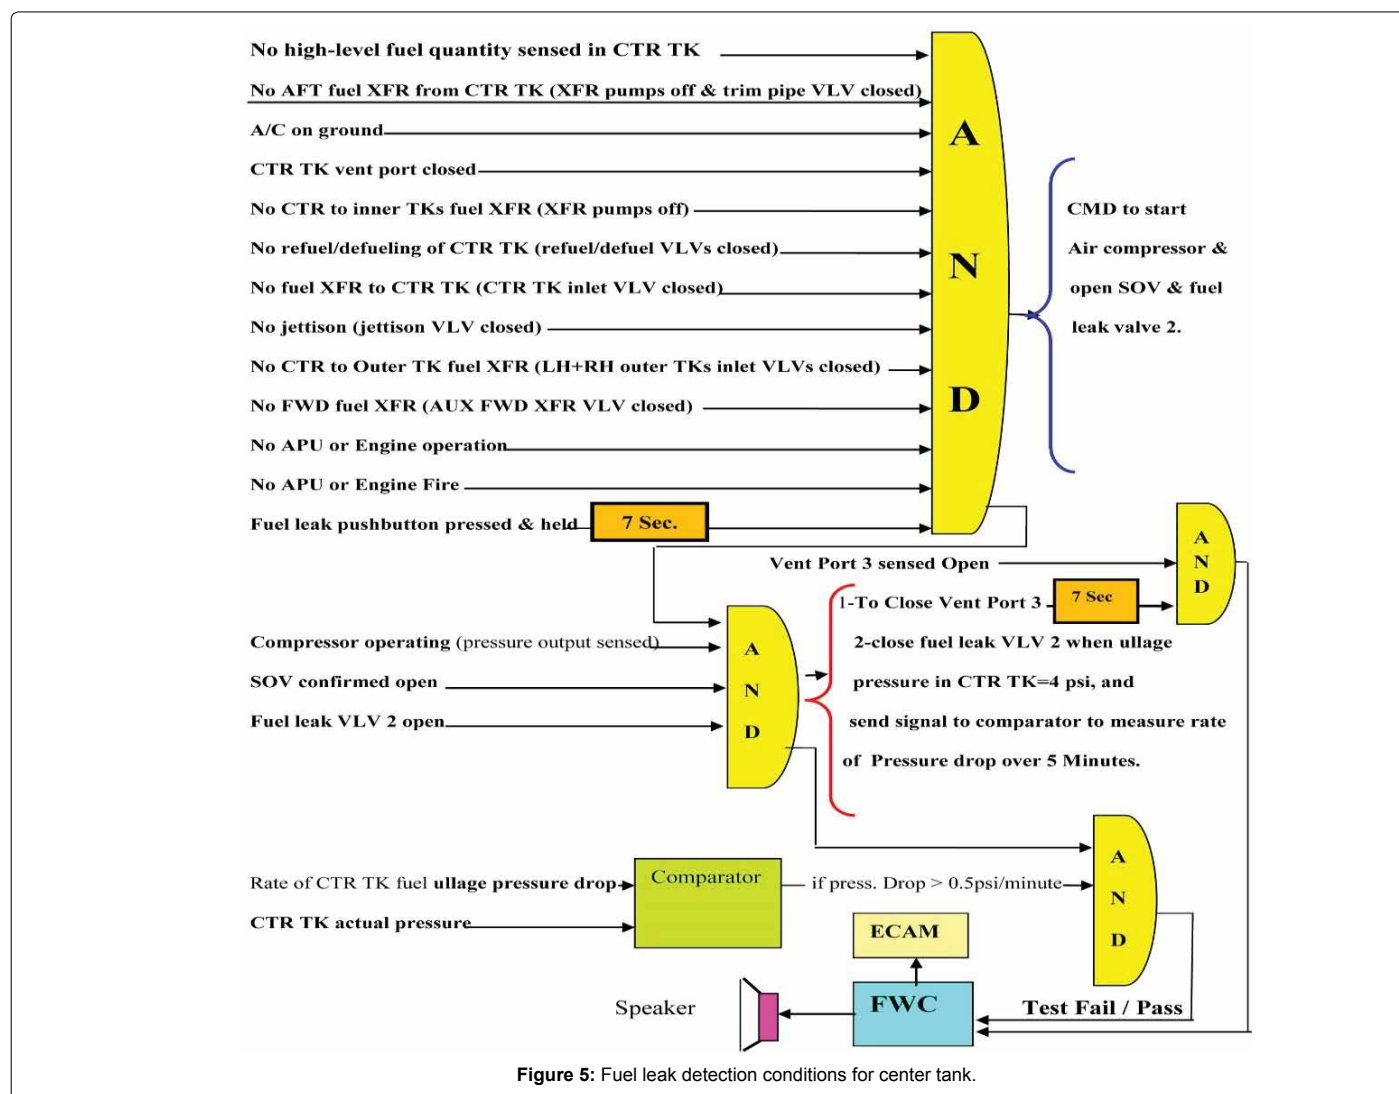 No high-level fuel quantity sensed in CTR TK
No AFT fuel XFR from CTR TK (XFR pumps off & trim pipe VLV closed)
A/C on ground
CTR TK vent port closed
No CTR to inner TKs fuel XFR (XFR pumps off)
No refuel/defueling of CTR TK (refuel/defuel VLVs closed)
No fuel XFR to CTR TK (CTR TK inlet VLV closed)
No jettison (jettison VLV closed)
No CTR to Outer TK fuel XFR (LH+RH outer TKs inlet VLVs closed)
No FWD fuel XFR (AUX FWD XFR VLV closed)
No APU or Engine operation
No APU or Engine Fire
Fuel leak pushbutton pressed & held
7 Sec.
A
N
D
CMD to start
Air compressor &
open SOV & fuel
leak valve 2.
Vent Port 3 sensed Open
A
N
D
1-To Close Vent Port 3
7 Sec
2-close fuel leak VLV 2 when ullage
pressure in CTR TK=4 psi, and
send signal to comparator to measure rate
of Pressure drop over 5 Minutes.
Compressor operating (pressure output sensed)
SOV confirmed open
Fuel leak VLV 2 open
A
N
D
Rate of CTR TK fuel ullage pressure drop
CTR TK actual pressure
Comparator
if press. Drop > 0.5psi/minute
A
N
D
ECAM
FWC
Speaker
Test Fail / Pass
Figure 5: Fuel leak detection conditions for center tank.